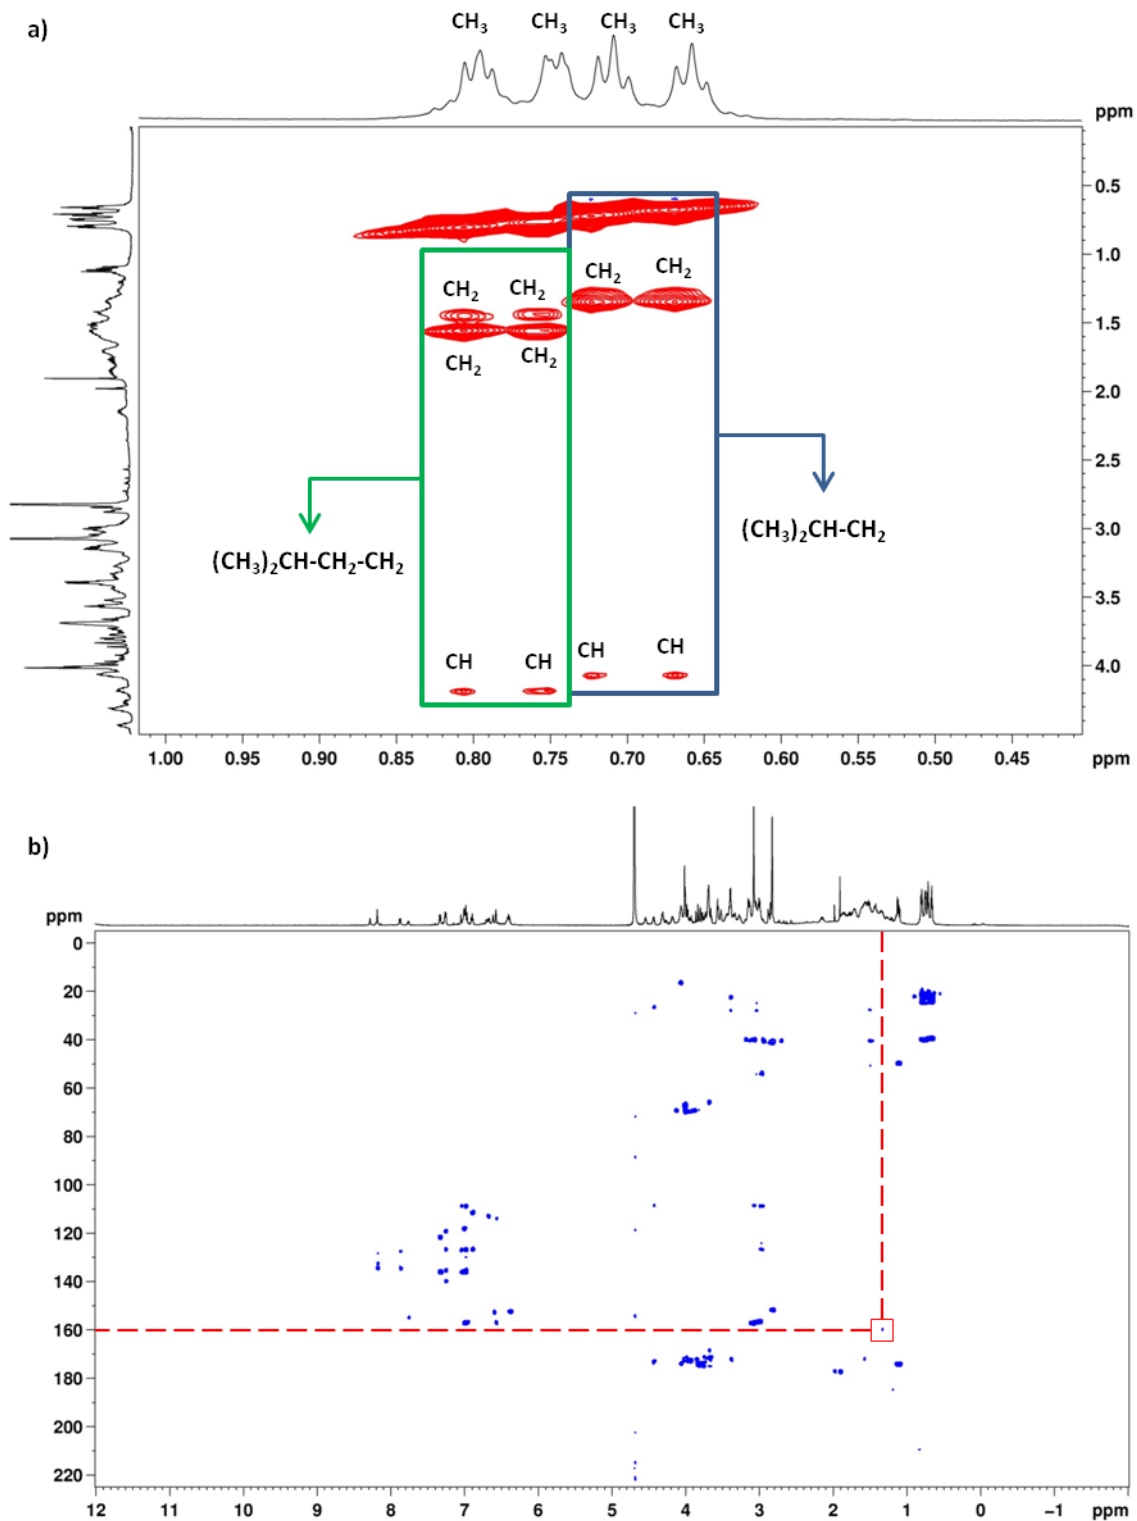 a)
CH3 CH3 CH3 CH3
ppm
0.5
1.0
CH2 CH2 CH2 CH2
1.5
CH2 CH2
2.0
2.5
(CH3)2CH-CH2
3.0
(CH3)2CH-CH2-CH2
3.5
CH CH CH CH
4.0
1.00 0.95 0.90 0.85 0.80 0.75 0.70 0.65 0.60 0.55 0.50 0.45 ppm
b)
ppm
0
20
40
60
80
100
120
140
160
180
200
220
12 11 10 9 8 7 6 5 4 3 2 1 0 −1 ppm